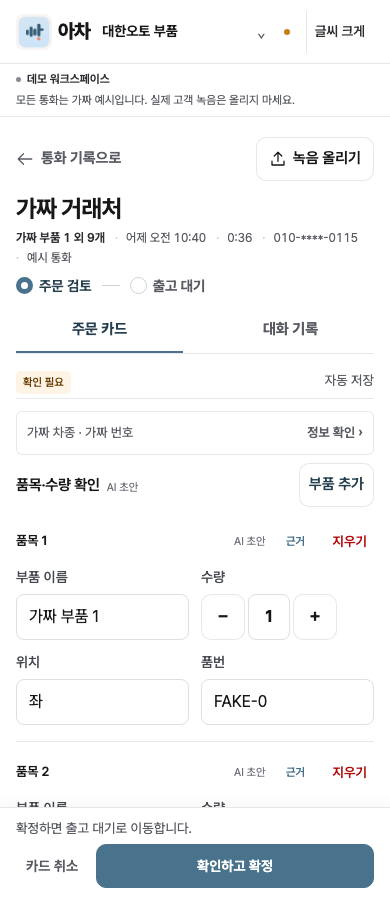 아차 대한오토 부품 글씨 크게
데모 워크스페이스
모든 통화는 가짜 예시입니다. 실제 고객 녹음은 올리지 마세요.
← 통화 기록으로 녹음 올리기
가짜 거래처
가짜 부품 1 외 9개 · 어제 오전 10:40 · 0:36 · 010-****-0115
· 예시 통화
주문 검토 출고 대기
주문 카드 대화 기록
확인 필요 자동 저장
가짜 차종 · 가짜 번호 정보 확인 ›
품목·수량 확인 AI 초안 부품 추가
품목 1 AI 초안 근거 지우기
부품 이름 수량
가짜 부품 1 − 1 +
위치 품번
좌 FAKE-0
품목 2 AI 초안 근거 지우기
부품 이름 수량
확정하면 출고 대기로 이동합니다.
카드 취소 확인하고 확정